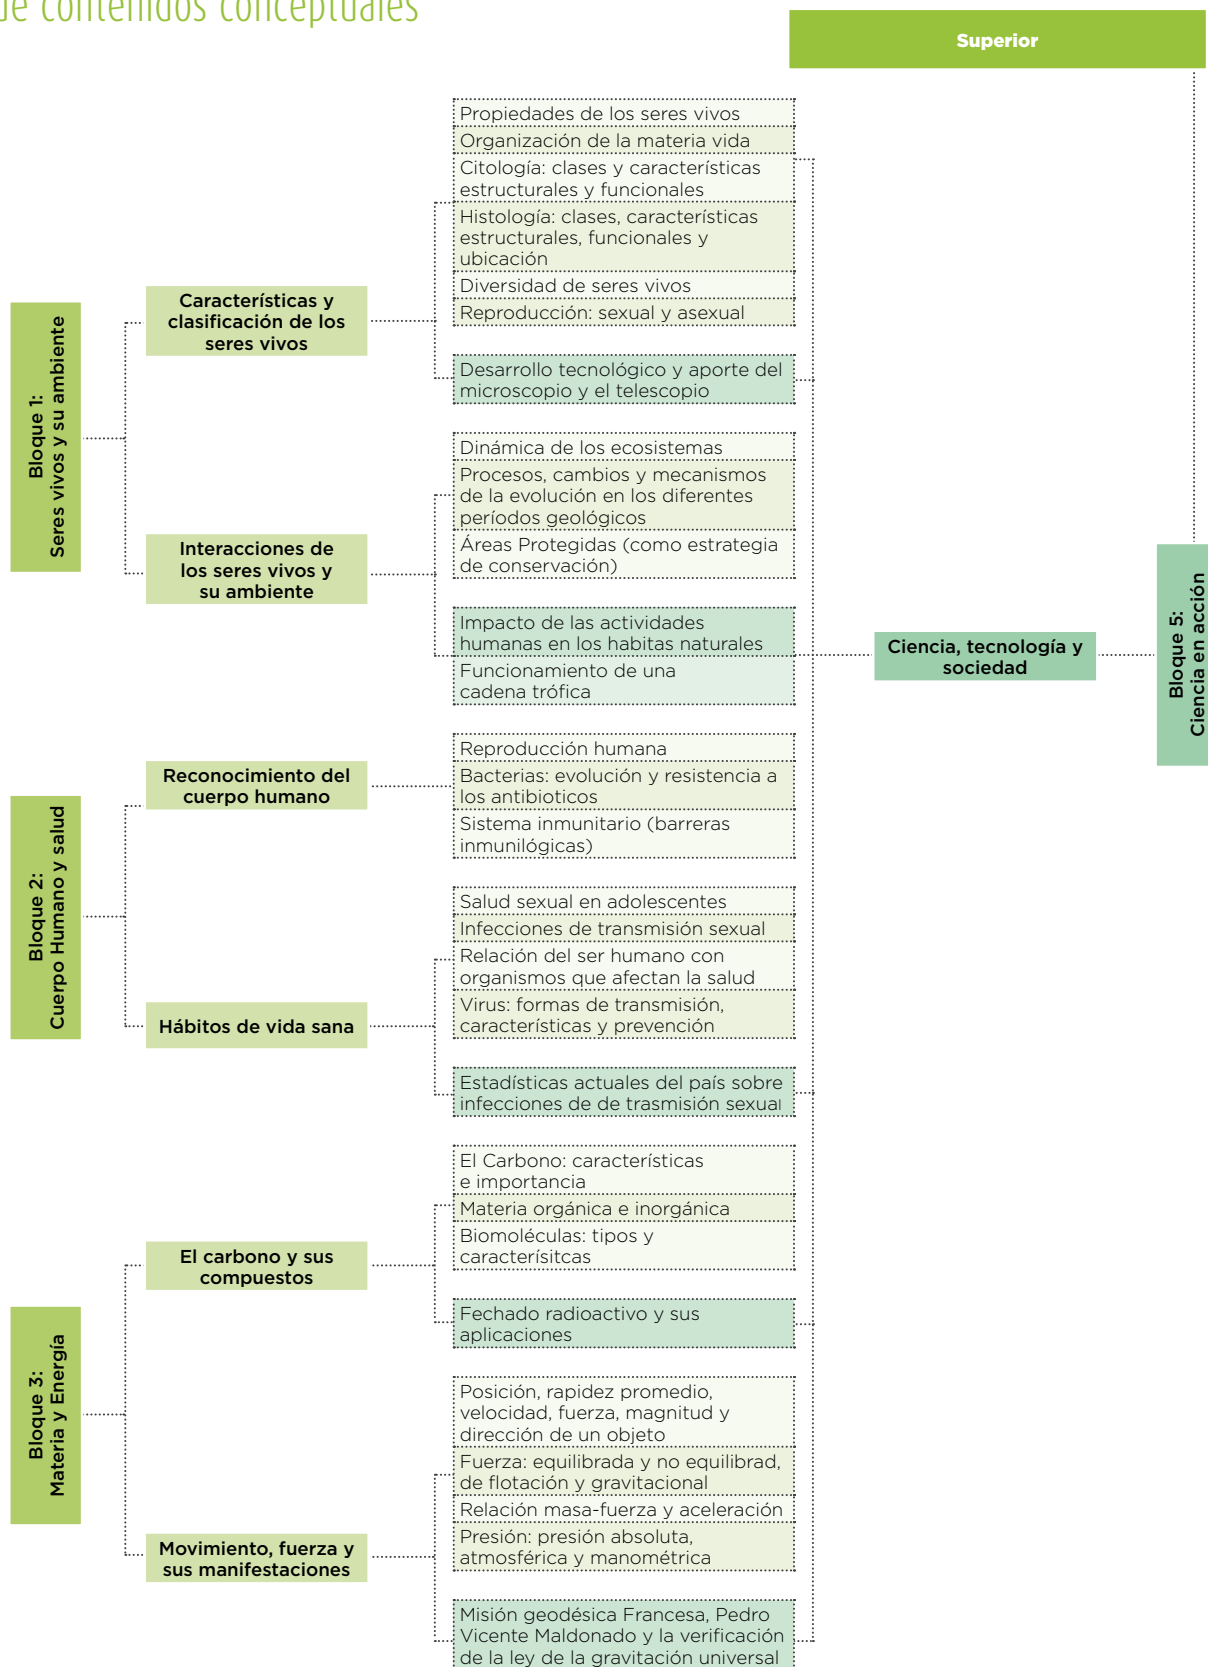 de contenidos conceptuales
Superior
Bloque 1:
Seres vivos y su ambiente
Características y
clasificación de los
seres vivos
Propiedades de los seres vivos
Organización de la materia vida
Citología: clases y características
estructurales y funcionales
Histología: clases, características
estructurales, funcionales y
ubicación
Diversidad de seres vivos
Reproducción: sexual y asexual
Desarrollo tecnológico y aporte del
microscopio y el telescopio
Interacciones de
los seres vivos y
su ambiente
Dinámica de los ecosistemas
Procesos, cambios y mecanismos
de la evolución en los diferentes
períodos geológicos
Áreas Protegidas (como estrategia
de conservación)
Impacto de las actividades
humanas en los habitas naturales
Funcionamiento de una
cadena trófica
Ciencia, tecnología y
sociedad
Bloque 5:
Ciencia en acción
Bloque 2:
Cuerpo Humano y salud
Reconocimiento del
cuerpo humano
Reproducción humana
Bacterias: evolución y resistencia a
los antibioticos
Sistema inmunitario (barreras
inmunilógicas)
Hábitos de vida sana
Salud sexual en adolescentes
Infecciones de transmisión sexual
Relación del ser humano con
organismos que afectan la salud
Virus: formas de transmisión,
características y prevención
Estadísticas actuales del país sobre
infecciones de de trasmisión sexual
Bloque 3:
Materia y Energía
El carbono y sus
compuestos
El Carbono: características
e importancia
Materia orgánica e inorgánica
Biomoléculas: tipos y
caracterísitcas
Fechado radioactivo y sus
aplicaciones
Movimiento, fuerza y
sus manifestaciones
Posición, rapidez promedio,
velocidad, fuerza, magnitud y
dirección de un objeto
Fuerza: equilibrada y no equilibrad,
de flotación y gravitacional
Relación masa-fuerza y aceleración
Presión: presión absoluta,
atmosférica y manométrica
Misión geodésica Francesa, Pedro
Vicente Maldonado y la verificación
de la ley de la gravitación universal